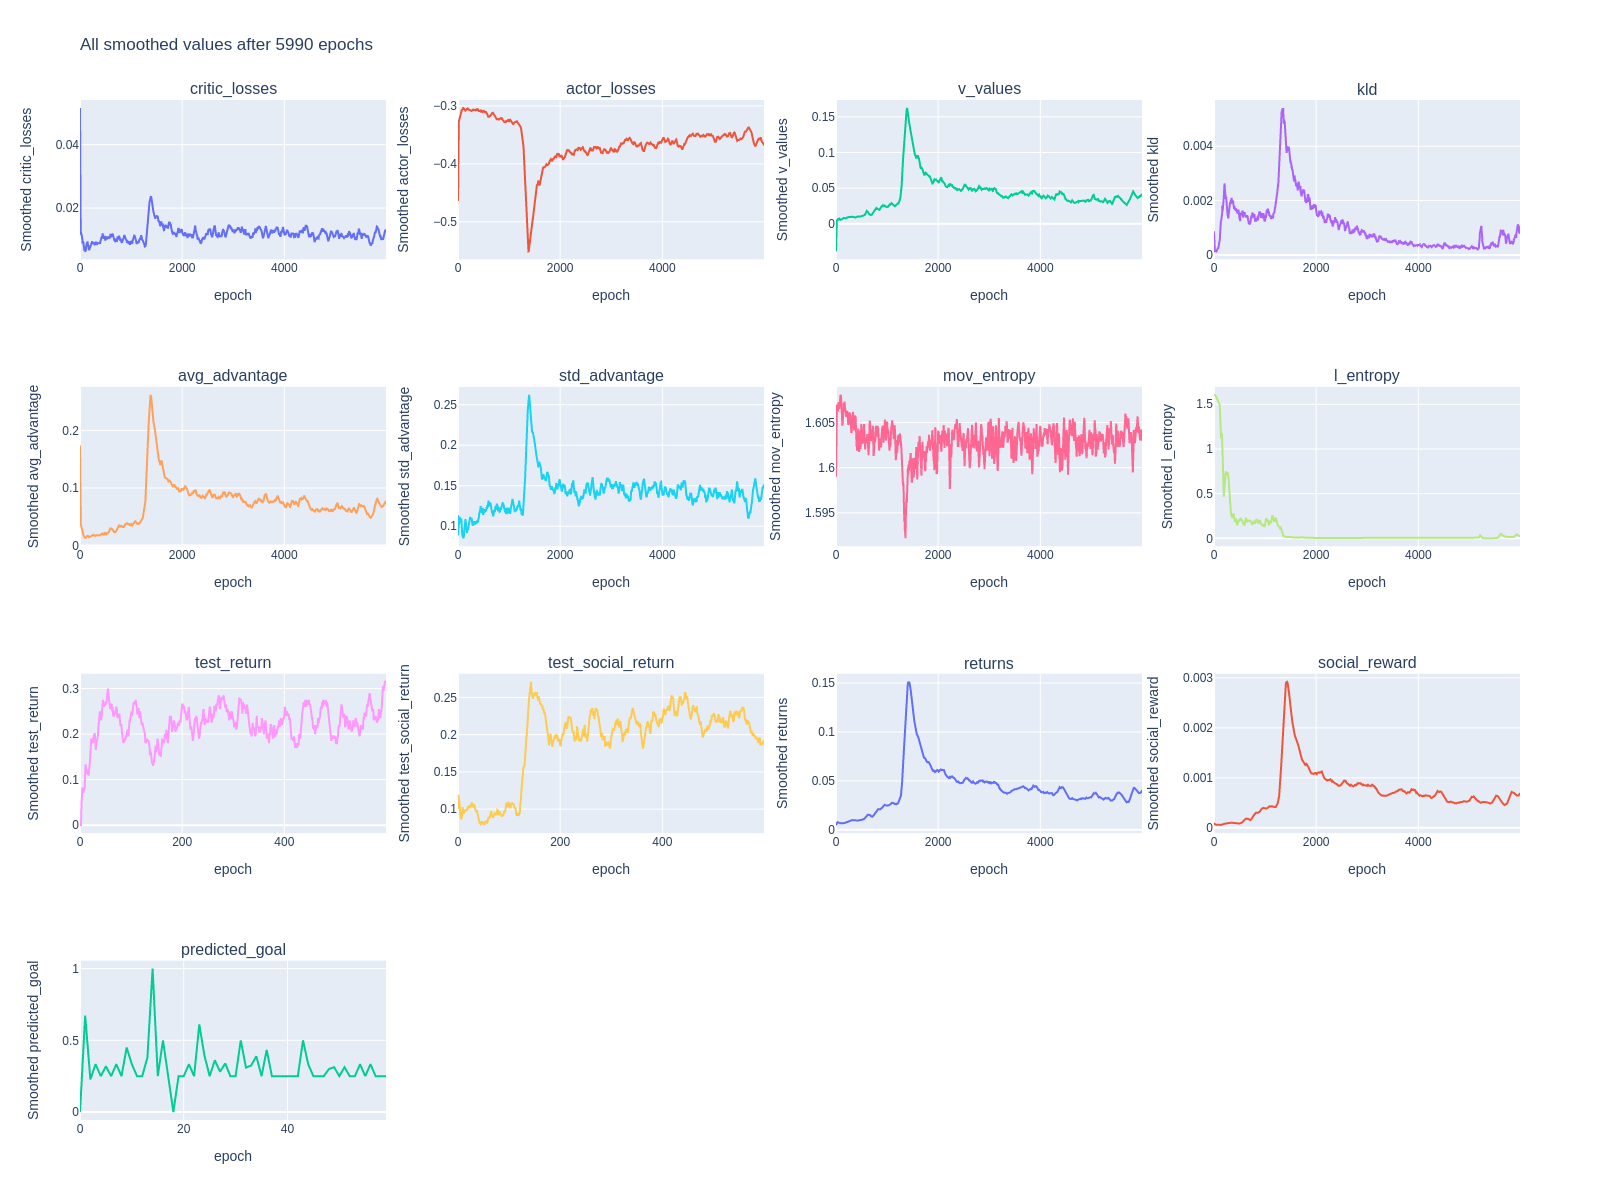 All smoothed values after 5990 epochs
critic_losses
Smoothed critic_losses
0.04
0.02
0
2000
4000
epoch
actor_losses
Smoothed actor_losses
−0.3
−0.4
−0.5
0
2000
4000
epoch
v_values
Smoothed v_values
0.15
0.1
0.05
0
0
2000
4000
epoch
kld
Smoothed kld
0.004
0.002
0
0
2000
4000
epoch
avg_advantage
Smoothed avg_advantage
0.2
0.1
0
0
2000
4000
epoch
std_advantage
Smoothed std_advantage
0.25
0.2
0.15
0.1
0
2000
4000
epoch
mov_entropy
Smoothed mov_entropy
1.605
1.6
1.595
0
2000
4000
epoch
l_entropy
Smoothed l_entropy
1.5
1
0.5
0
0
2000
4000
epoch
test_return
Smoothed test_return
0.3
0.2
0.1
0
0
200
400
epoch
test_social_return
Smoothed test_social_return
0.25
0.2
0.15
0.1
0
200
400
epoch
returns
Smoothed returns
0.15
0.1
0.05
0
0
2000
4000
epoch
social_reward
Smoothed social_reward
0.003
0.002
0.001
0
0
2000
4000
epoch
predicted_goal
Smoothed predicted_goal
1
0.5
0
0
20
40
epoch